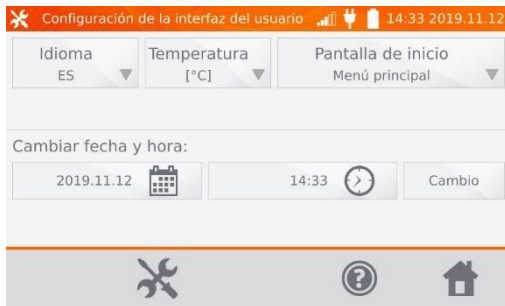 Configuración de la interfaz del usuario 14:33 2019.11.12
Idioma Temperatura Pantalla de inicio
ES [°C] Menú principal
Cambiar fecha y hora:
2019.11.12 14:33 Cambio